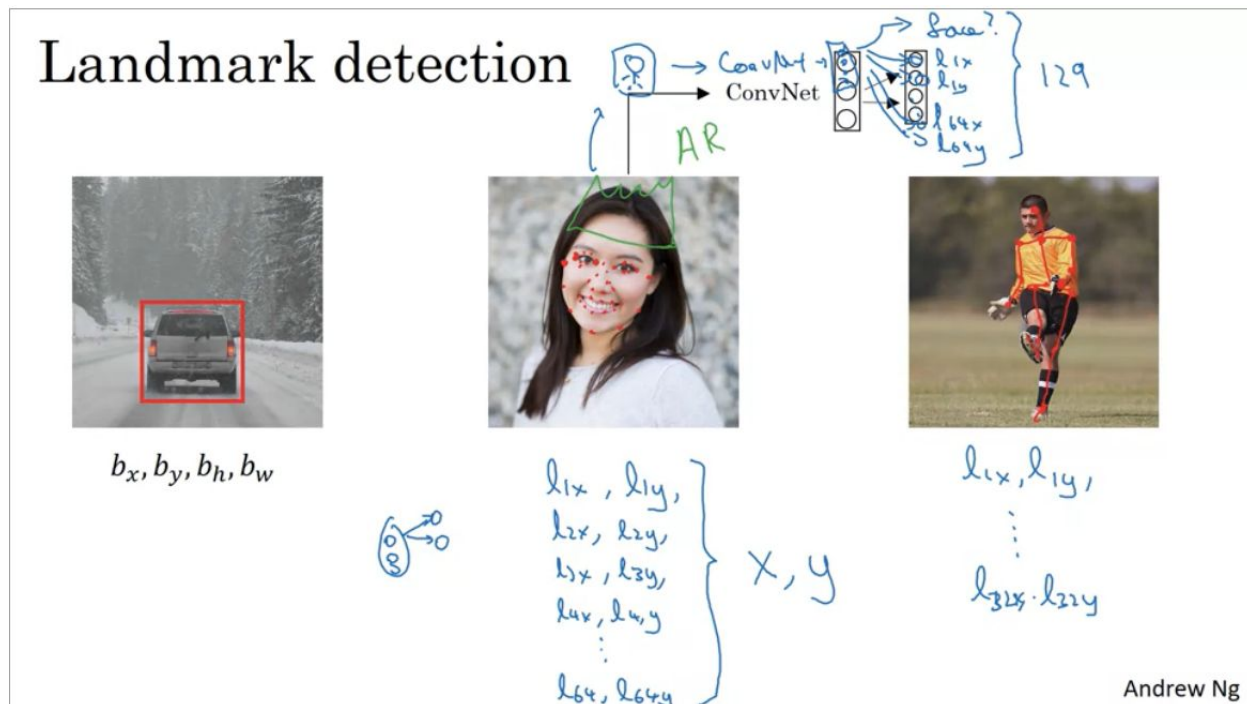 Landmark detection
→ ConvNet → face?
ConvNet
l1x
l1y
l64x
l64y
129
AR
bx, by, bh, bw
l1x, l1y,
l2x, l2y,
l3x, l3y,
l4x, l4,y
⋮
l64, l64y
x, y
l1x, l1y,
⋮
l32x, l32y
Andrew Ng